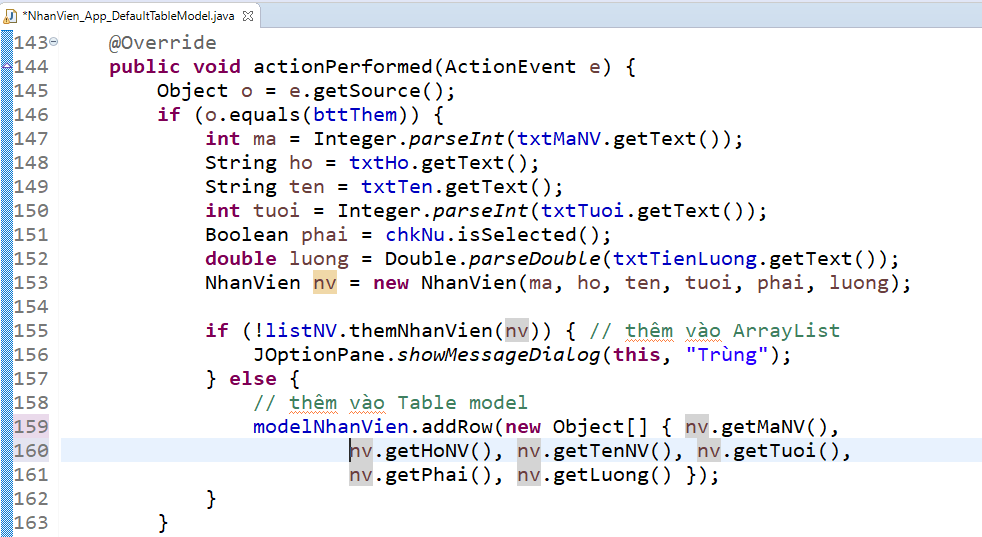 *NhanVien_App_DefaultTableModel.java
143 @Override
144 public void actionPerformed(ActionEvent e) {
145 Object o = e.getSource();
146 if (o.equals(bttThem)) {
147 int ma = Integer.parseInt(txtMaNV.getText());
148 String ho = txtHo.getText();
149 String ten = txtTen.getText();
150 int tuoi = Integer.parseInt(txtTuoi.getText());
151 Boolean phai = chkNu.isSelected();
152 double luong = Double.parseDouble(txtTienLuong.getText());
153 NhanVien nv = new NhanVien(ma, ho, ten, tuoi, phai, luong);
154
155 if (!listNV.themNhanVien(nv)) { // thêm vào ArrayList
156 JOptionPane.showMessageDialog(this, "Trùng");
157 } else {
158 // thêm vào Table model
159 modelNhanVien.addRow(new Object[] { nv.getMaNV(),
160 nv.getHoNV(), nv.getTenNV(), nv.getTuoi(),
161 nv.getPhai(), nv.getLuong() });
162 }
163 }